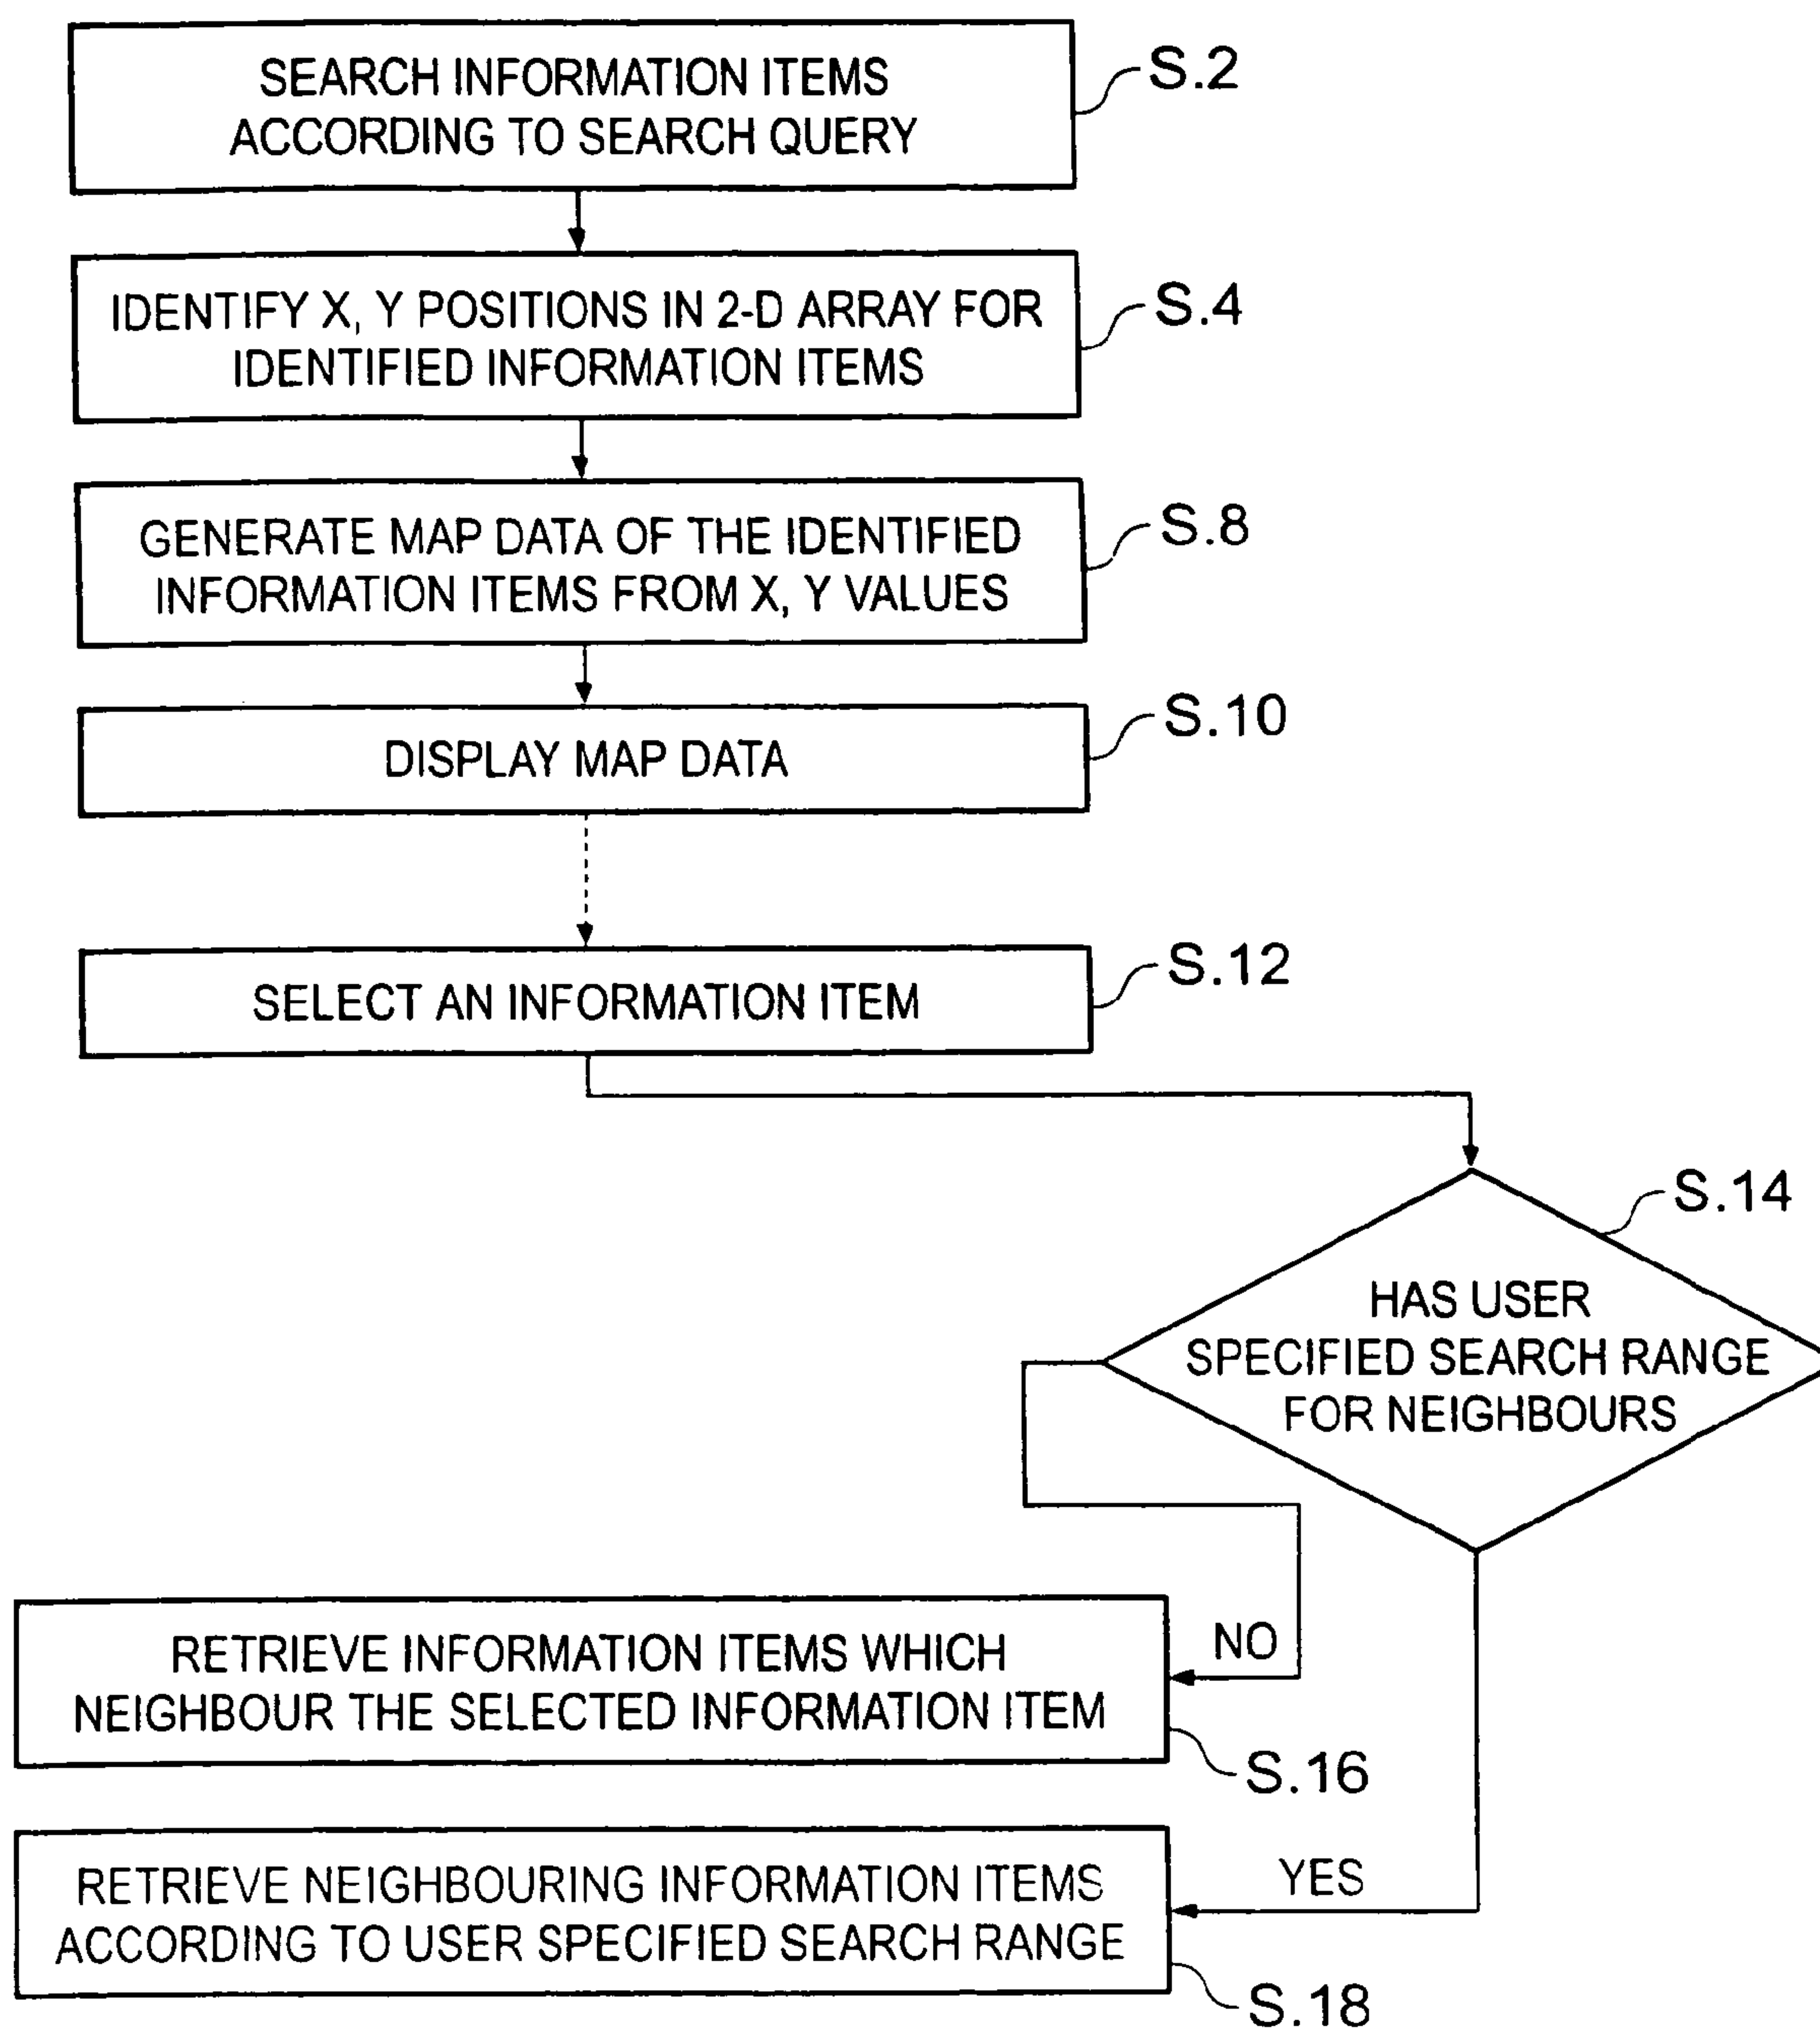 SEARCH INFORMATION ITEMS
ACCORDING TO SEARCH QUERY
S.2
IDENTIFY X, Y POSITIONS IN 2-D ARRAY FOR
IDENTIFIED INFORMATION ITEMS
S.4
GENERATE MAP DATA OF THE IDENTIFIED
INFORMATION ITEMS FROM X, Y VALUES
S.8
DISPLAY MAP DATA
S.10
SELECT AN INFORMATION ITEM
S.12
S.14
HAS USER
SPECIFIED SEARCH RANGE
FOR NEIGHBOURS
NO
RETRIEVE INFORMATION ITEMS WHICH
NEIGHBOUR THE SELECTED INFORMATION ITEM
S.16
YES
RETRIEVE NEIGHBOURING INFORMATION ITEMS
ACCORDING TO USER SPECIFIED SEARCH RANGE
S.18